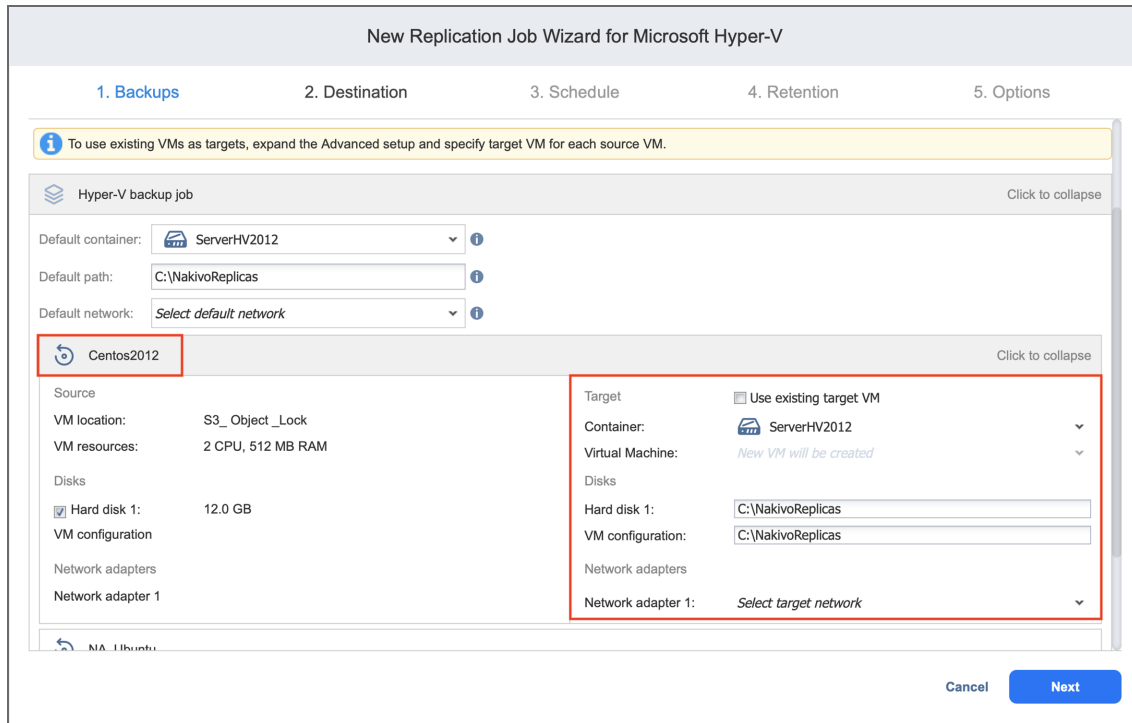 New Replication Job Wizard for Microsoft Hyper-V
1. Backups 2. Destination 3. Schedule 4. Retention 5. Options
To use existing VMs as targets, expand the Advanced setup and specify target VM for each source VM.
Hyper-V backup job Click to collapse
Default container: ServerHV2012
Default path: C:\NakivoReplicas
Default network: Select default network
Centos2012 Click to collapse
Source Target Use existing target VM
VM location: S3_ Object _Lock Container: ServerHV2012
VM resources: 2 CPU, 512 MB RAM Virtual Machine: New VM will be created
Disks Disks
Hard disk 1: 12.0 GB Hard disk 1: C:\NakivoReplicas
VM configuration VM configuration: C:\NakivoReplicas
Network adapters Network adapters
Network adapter 1 Network adapter 1: Select target network
Cancel Next